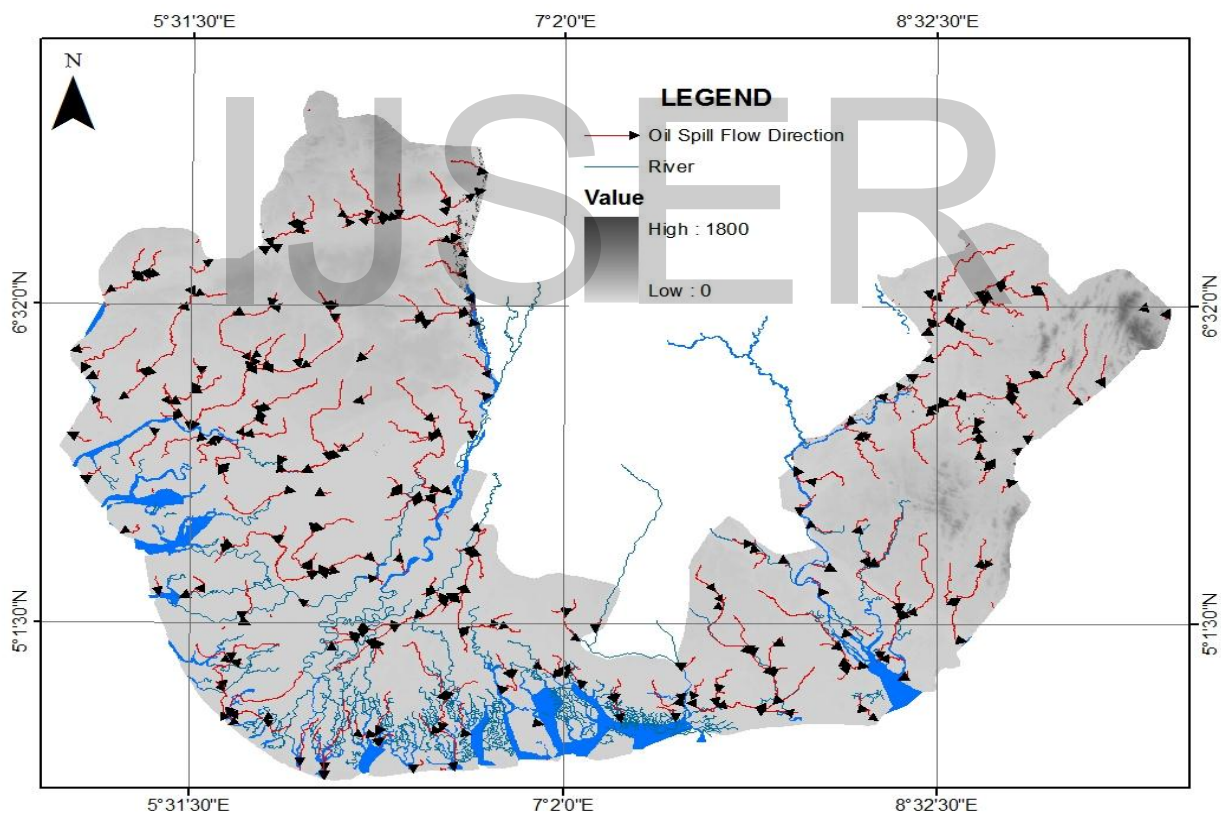 5°31'30"E 7°2'0"E 8°32'30"E
N
LEGEND
Oil Spill Flow Direction
River
Value
High : 1800
Low : 0
IJSER
6°32'0"N 6°32'0"N
5°1'30"N 5°1'30"N
5°31'30"E 7°2'0"E 8°32'30"E